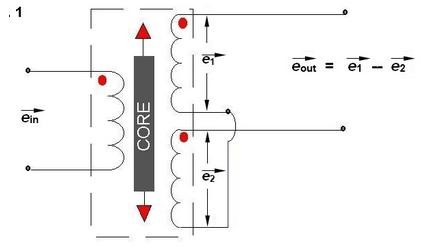 . 1
e₁
eout = e₁ − e₂
ein
CORE
e₂